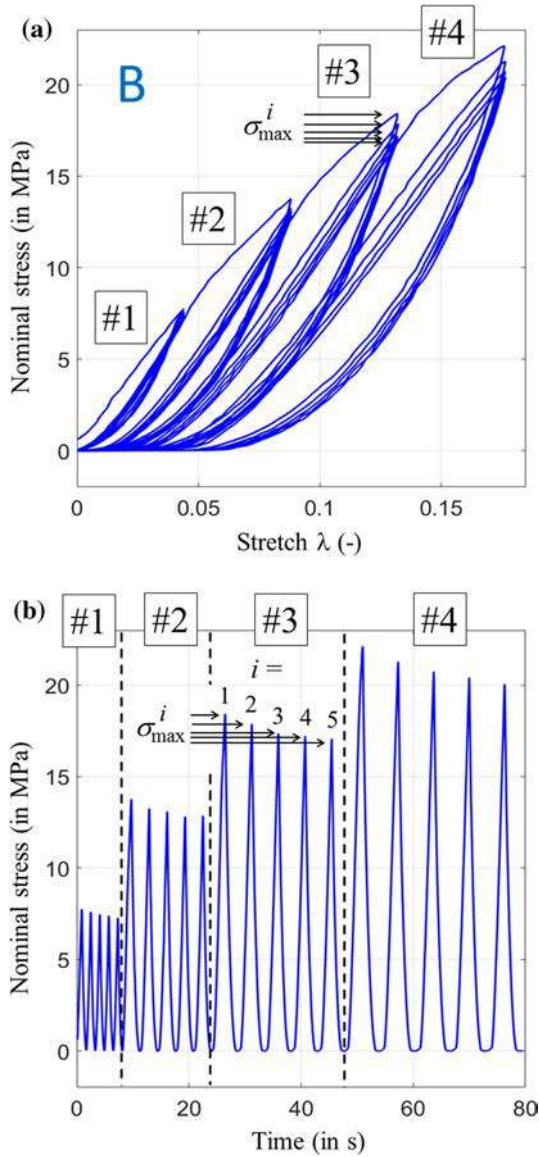 (a)
#4
B
#3
σ_max^i
#2
#1
20
15
10
5
0
Nominal stress (in MPa)
0 0.05 0.1 0.15
Stretch λ (-)
(b)
#1 #2 #3 #4
i =
1 2 3 4 5
σ_max^i
20
15
10
5
0
Nominal stress (in MPa)
0 20 40 60 80
Time (in s)